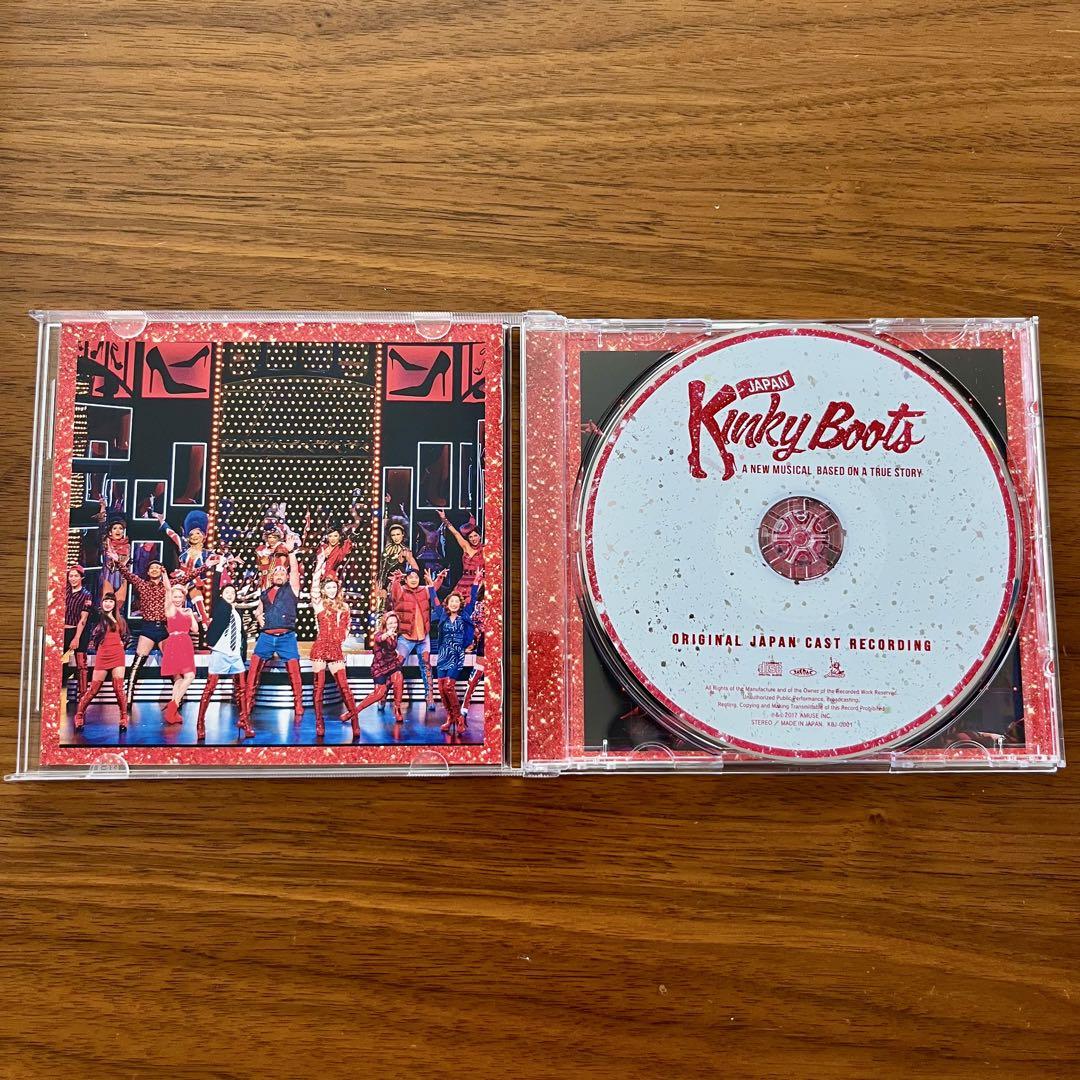 JAPAN
Kinky Boots
A NEW MUSICAL BASED ON A TRUE STORY
ORIGINAL JAPAN CAST RECORDING
All Rights of the Manufacture and of the Owner of the Recorded Work Reserved.
Unauthorized Public Performance, Broadcasting,
Renting, Copying and Making Transmittable of this Record Prohibited.
℗&© 2017 AMUSE INC.
STEREO / MADE IN JAPAN. KBJ-0001